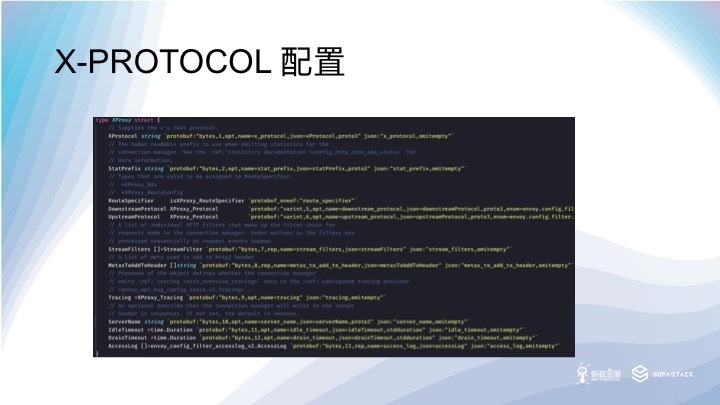 X-PROTOCOL 配置
type XProxy struct {
// Supplies the x's real protocol.
XProtocol string `protobuf:"bytes,1,opt,name=x_protocol,json=xProtocol,proto3" json:"x_protocol,omitempty"`
// The human readable prefix to use when emitting statistics for the
// connection manager. See the :ref:`statistics documentation <config_http_conn_man_stats>` for
// more information.
StatPrefix string `protobuf:"bytes,2,opt,name=stat_prefix,json=statPrefix,proto3" json:"stat_prefix,omitempty"`
// Types that are valid to be assigned to RouteSpecifier:
// *XProxy_Rds
// *XProxy_RouteConfig
RouteSpecifier isXProxy_RouteSpecifier `protobuf_oneof:"route_specifier"`
DownstreamProtocol XProxy_Protocol `protobuf:"varint,5,opt,name=downstream_protocol,json=downstreamProtocol,proto3,enum=envoy.config.filter
UpstreamProtocol XProxy_Protocol `protobuf:"varint,6,opt,name=upstream_protocol,json=upstreamProtocol,proto3,enum=envoy.config.filter.
// A list of individual HTTP filters that make up the filter chain for
// requests made to the connection manager. Order matters as the filters are
// processed sequentially as request events happen.
StreamFilters []*StreamFilter `protobuf:"bytes,7,rep,name=stream_filters,json=streamFilters" json:"stream_filters,omitempty"`
// A list of meta used to add to http2 header
MetasToAddToHeader []string `protobuf:"bytes,8,rep,name=metas_to_add_to_header,json=metasToAddToHeader" json:"metas_to_add_to_header,omitempty"`
// Presence of the object defines whether the connection manager
// emits :ref:`tracing <arch_overview_tracing>` data to the :ref:`configured tracing provider
// <envoy_api_msg_config.trace.v2.Tracing>`.
Tracing *XProxy_Tracing `protobuf:"bytes,9,opt,name=tracing" json:"tracing,omitempty"`
// An optional override that the connection manager will write to the server
// header in responses. If not set, the default is *envoy*.
ServerName string `protobuf:"bytes,10,opt,name=server_name,json=serverName,proto3" json:"server_name,omitempty"`
IdleTimeout *time.Duration `protobuf:"bytes,11,opt,name=idle_timeout,json=idleTimeout,stdduration" json:"idle_timeout,omitempty"`
DrainTimeout *time.Duration `protobuf:"bytes,12,opt,name=drain_timeout,json=drainTimeout,stdduration" json:"drain_timeout,omitempty"`
AccessLog []*envoy_config_filter_accesslog_v2.AccessLog `protobuf:"bytes,13,rep,name=access_log,json=accessLog" json:"access_log,omitempty"`
}
蚂蚁金服
SOFASTACK